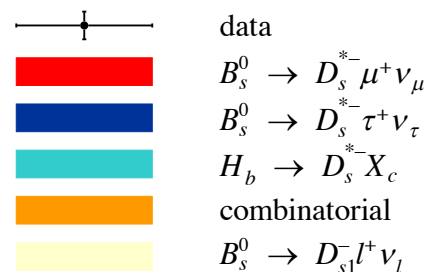 data
B_s^0 → D_s^{*-} μ^+ ν_μ
B_s^0 → D_s^{*-} τ^+ ν_τ
H_b → D_s^{*-} X_c
combinatorial
B_s^0 → D_{s1}^- l^+ ν_l